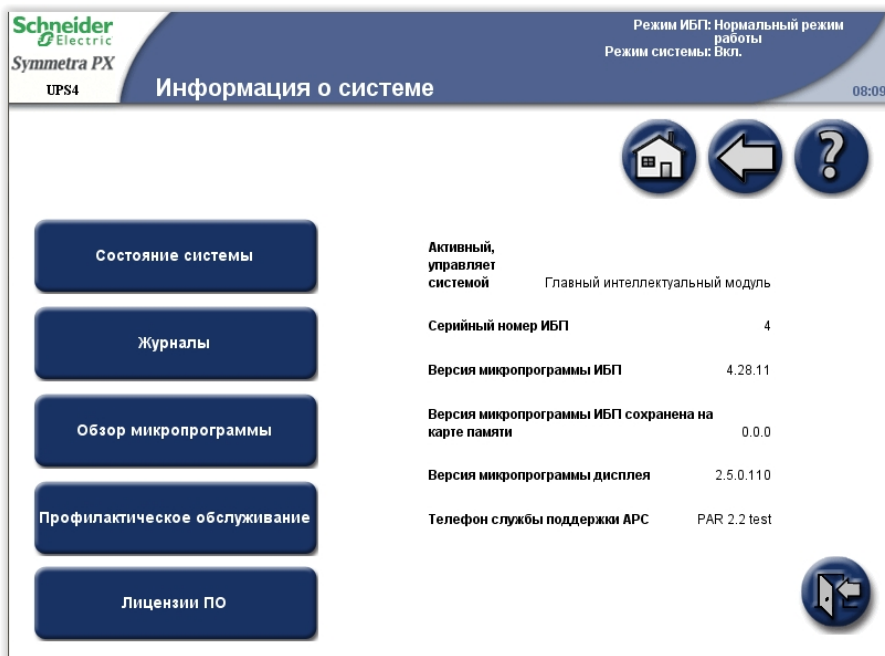 Schneider
Electric
Symmetra PX
UPS4
Информация о системе
Режим ИБП: Нормальный режим
работы
Режим системы: Вкл.
08:09
?
Состояние системы
Журналы
Обзор микропрограммы
Профилактическое обслуживание
Лицензии ПО
Активный,
управляет
системой Главный интеллектуальный модуль
Серийный номер ИБП 4
Версия микропрограммы ИБП 4.28.11
Версия микропрограммы ИБП сохранена на
карте памяти 0.0.0
Версия микропрограммы дисплея 2.5.0.110
Телефон службы поддержки APC PAR 2.2 test